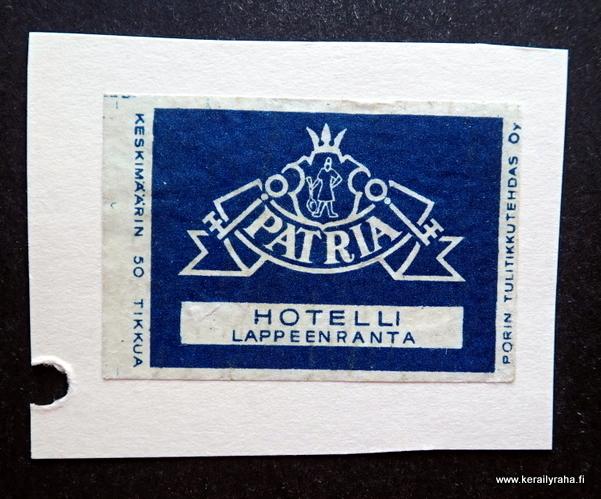 KESKIMÄÄRIN 50 TIKKUA
PATRIA
HOTELLI
LAPPEENRANTA
PORIN TULITIKKUTEHDAS Oy
www.kerailyraha.fi